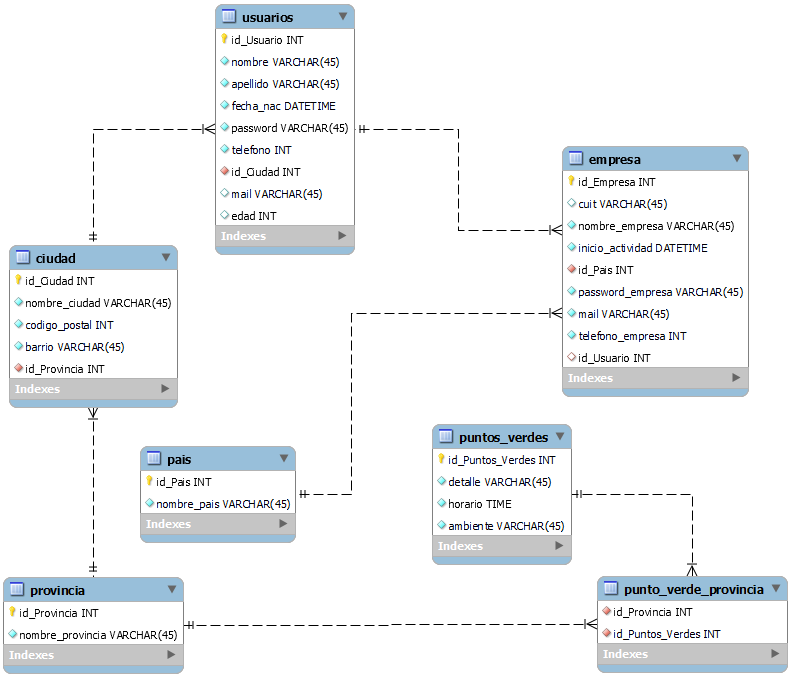 usuarios
id_Usuario INT
nombre VARCHAR(45)
apellido VARCHAR(45)
fecha_nac DATETIME
password VARCHAR(45)
telefono INT
id_Ciudad INT
mail VARCHAR(45)
edad INT
Indexes
empresa
id_Empresa INT
cuit VARCHAR(45)
nombre_empresa VARCHAR(45)
inicio_actividad DATETIME
id_Pais INT
password_empresa VARCHAR(45)
mail VARCHAR(45)
telefono_empresa INT
id_Usuario INT
Indexes
ciudad
id_Ciudad INT
nombre_ciudad VARCHAR(45)
codigo_postal INT
barrio VARCHAR(45)
id_Provincia INT
Indexes
pais
id_Pais INT
nombre_pais VARCHAR(45)
Indexes
puntos_verdes
id_Puntos_Verdes INT
detalle VARCHAR(45)
horario TIME
ambiente VARCHAR(45)
Indexes
provincia
id_Provincia INT
nombre_provincia VARCHAR(45)
Indexes
punto_verde_provincia
id_Provincia INT
id_Puntos_Verdes INT
Indexes